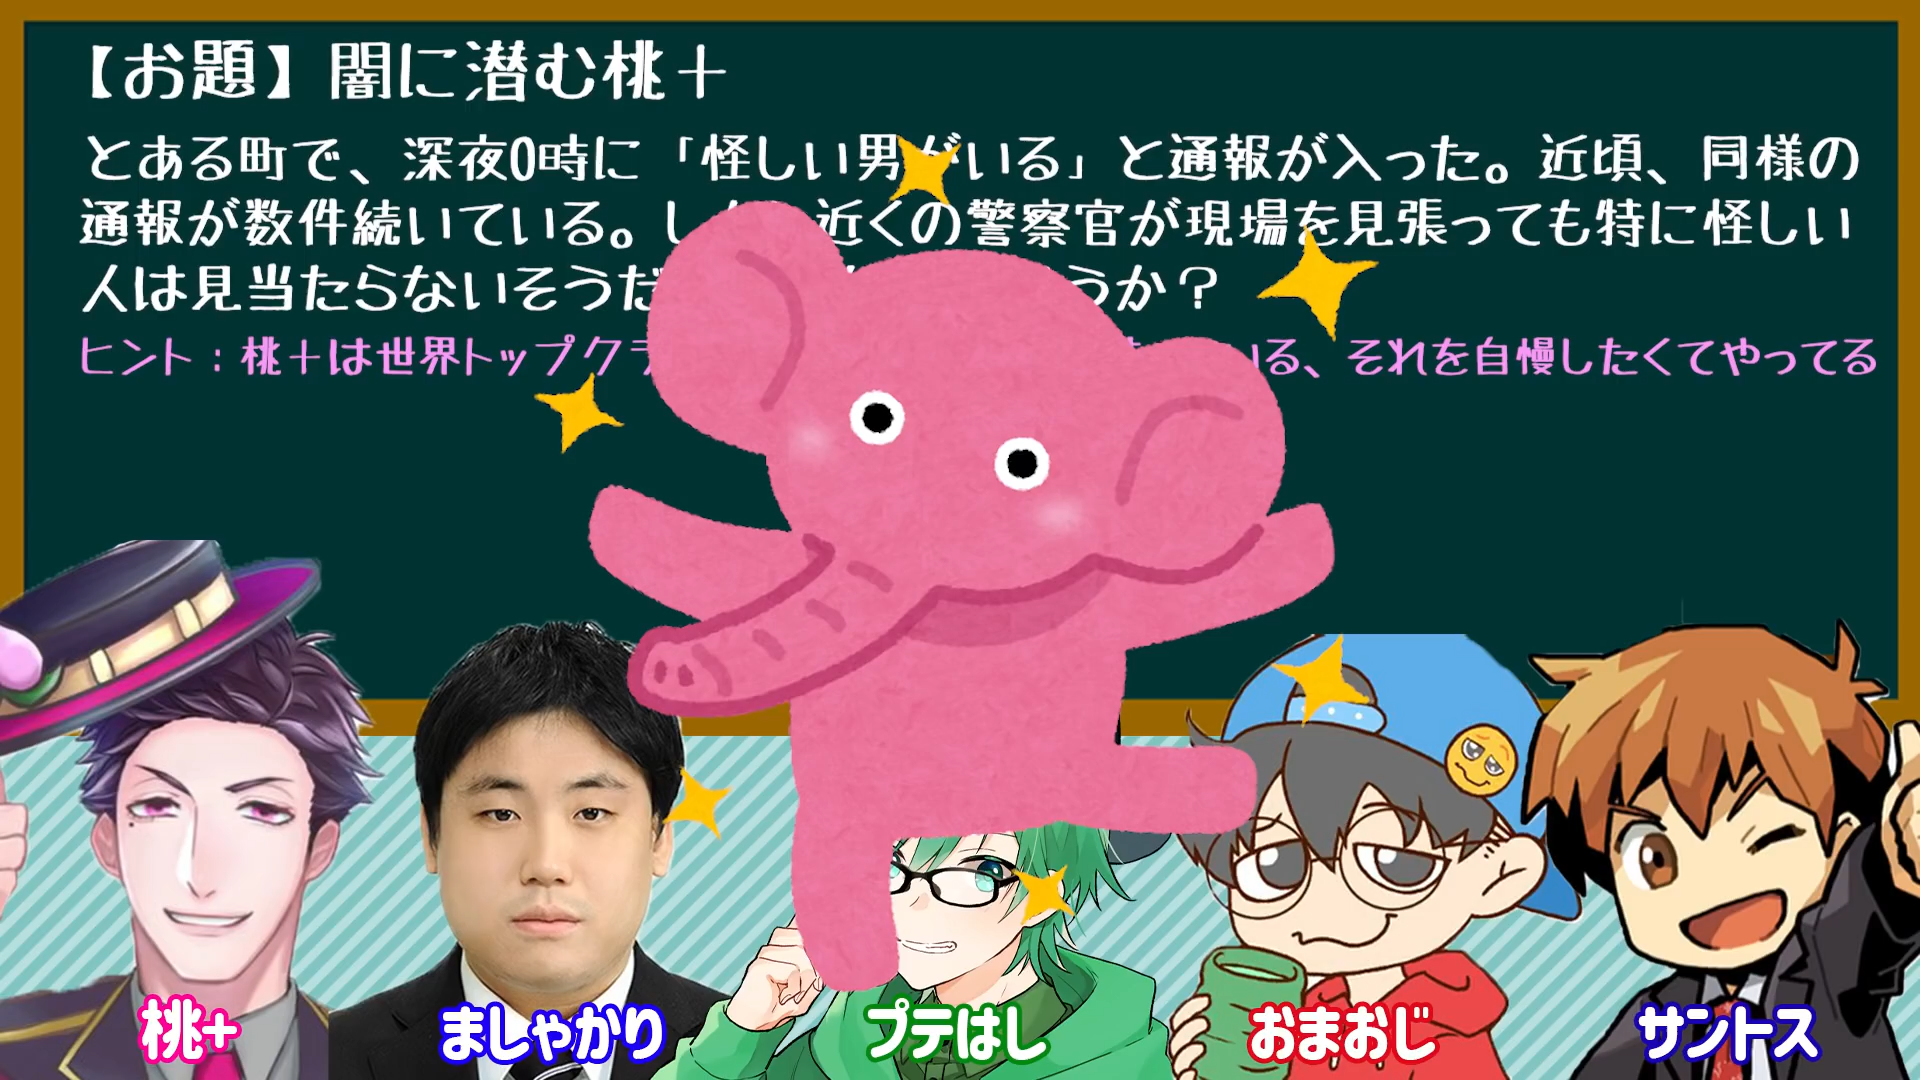 【お題】闇に潜む桃＋
とある町で、深夜0時に「怪しい男がいる」と通報が入った。近頃、同様の
通報が数件続いている。し 近くの警察官が現場を見張っても特に怪しい
人は見当たらないそうだ うか？
ヒント：桃＋は世界トップク いる、それを自慢したくてやってる
桃+
ましゃかり
プテはし
おまおじ
サントス